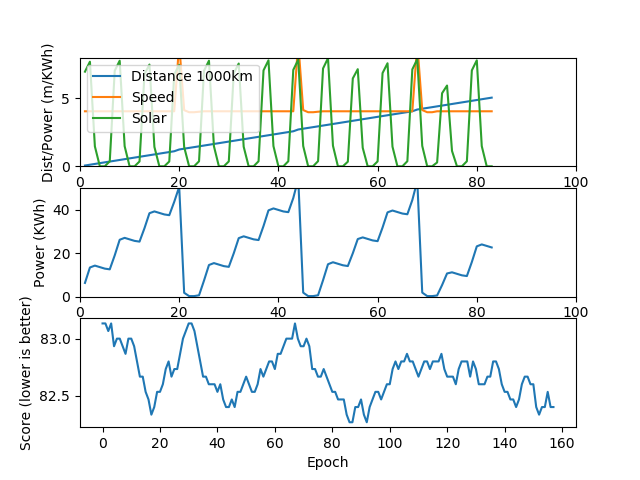 Dist/Power (m/KWh)
5
0
Distance 1000km
Speed
Solar
0 20 40 60 80 100
Power (KWh)
40
20
0
0 20 40 60 80 100
Score (lower is better)
83.0
82.5
0 20 40 60 80 100 120 140 160
Epoch